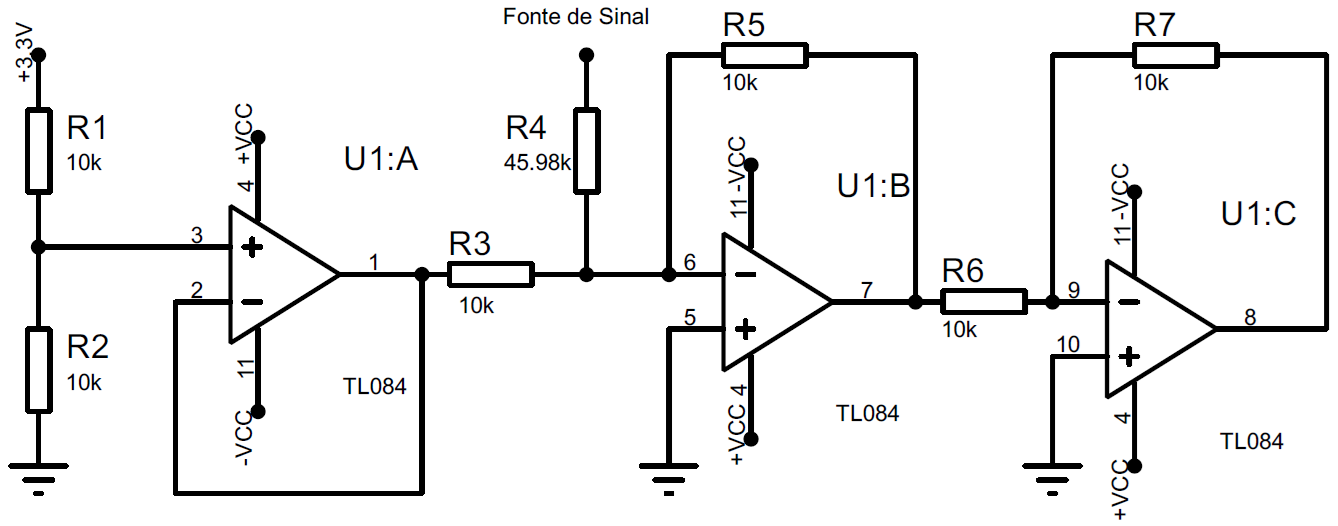 Fonte de Sinal
+3.3V
R1
10k
R2
10k
+VCC
4
U1:A
3
2
1
11
-VCC
TL084
R3
10k
R4
45.98k
R5
10k
-VCC
11
U1:B
6
5
7
4
+VCC
TL084
R6
10k
R7
10k
-VCC
11
U1:C
9
10
8
4
+VCC
TL084